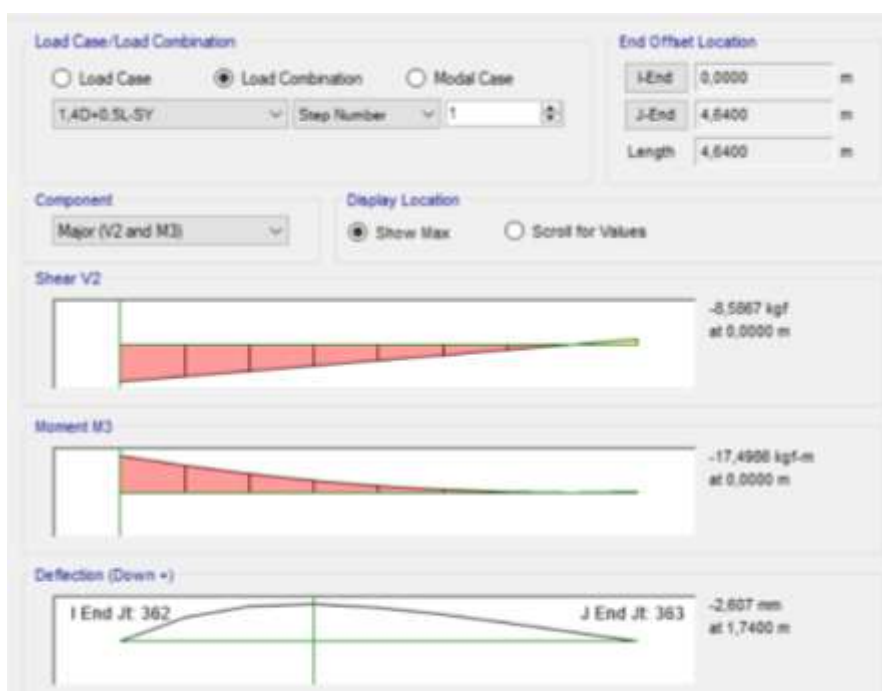 Load Case/Load Combination
End Offset Location
Load Case
Load Combination
Modal Case
I-End 0,0000 m
1,4D+0.5L-SY
Step Number
1
J-End 4,6400 m
Length 4,6400 m
Component
Display Location
Major (V2 and M3)
Show Max
Scroll for Values
Shear V2
-8,5867 kgf
at 0,0000 m
Moment M3
-17,4986 kgf-m
at 0,0000 m
Deflection (Down +)
I End Jt: 362
J End Jt: 363
-2,607 mm
at 1,7400 m